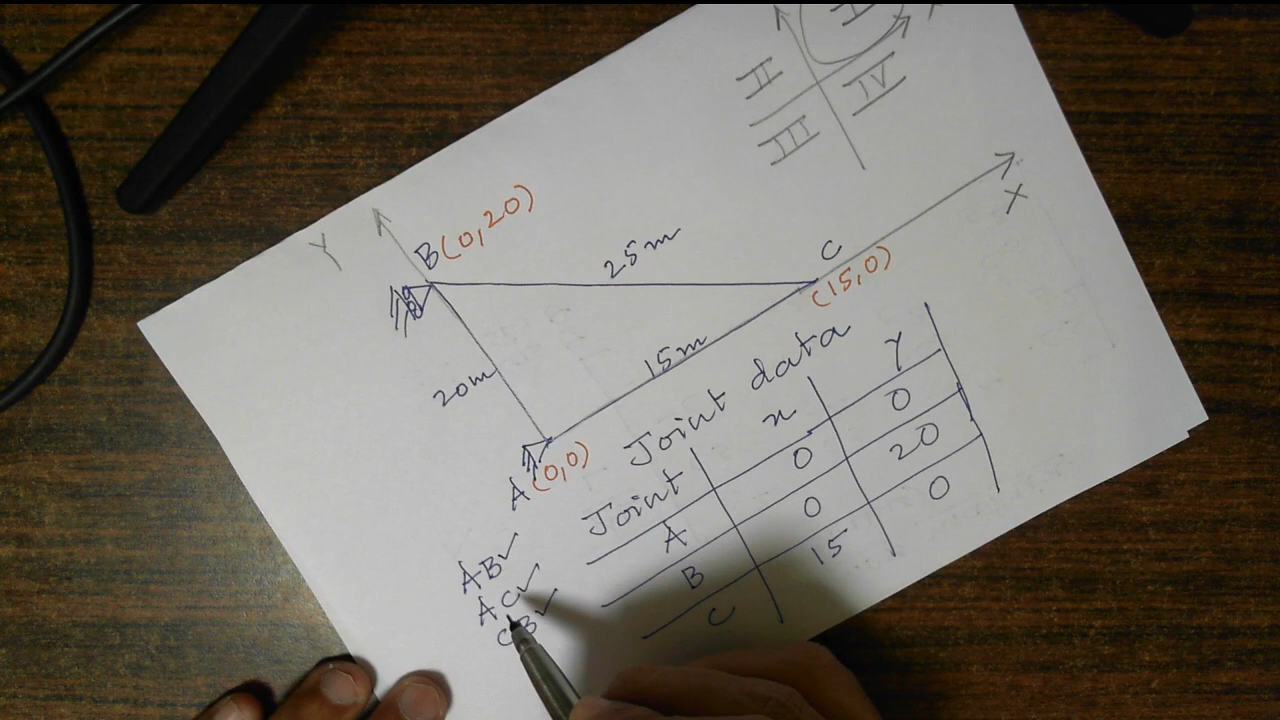 II
IV
III
X
Y
B(0,20)
25m
C
(15,0)
20m
15m
A(0,0)
Joint data
Joint x Y
A 0 0
B 0 20
C 15 0
AB✓
AC✓
CB✓